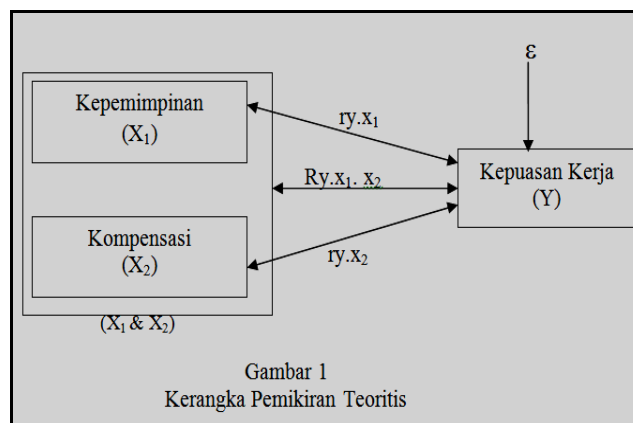 ε
Kepemimpinan
(X₁)
ry.x₁
Kepuasan Kerja
(Y)
Ry.x₁. x₂
Kompensasi
(X₂)
ry.x₂
(X₁ & X₂)
Gambar 1
Kerangka Pemikiran Teoritis